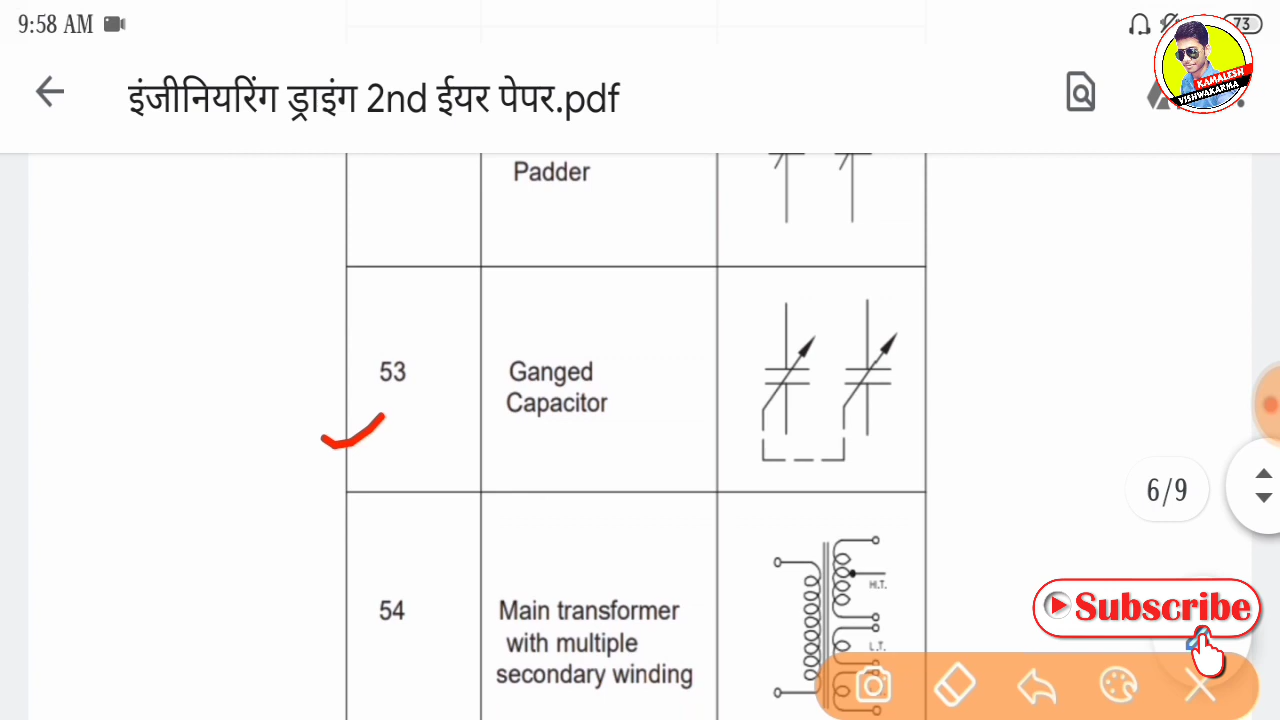 9:58 AM
73
KAMALESH
VISHWAKARMA
इंजीनियरिंग ड्राइंग 2nd ईयर पेपर.pdf
Padder
53
Ganged
Capacitor
6/9
54
Main transformer
with multiple
secondary winding
H.T.
L.T.
Subscribe